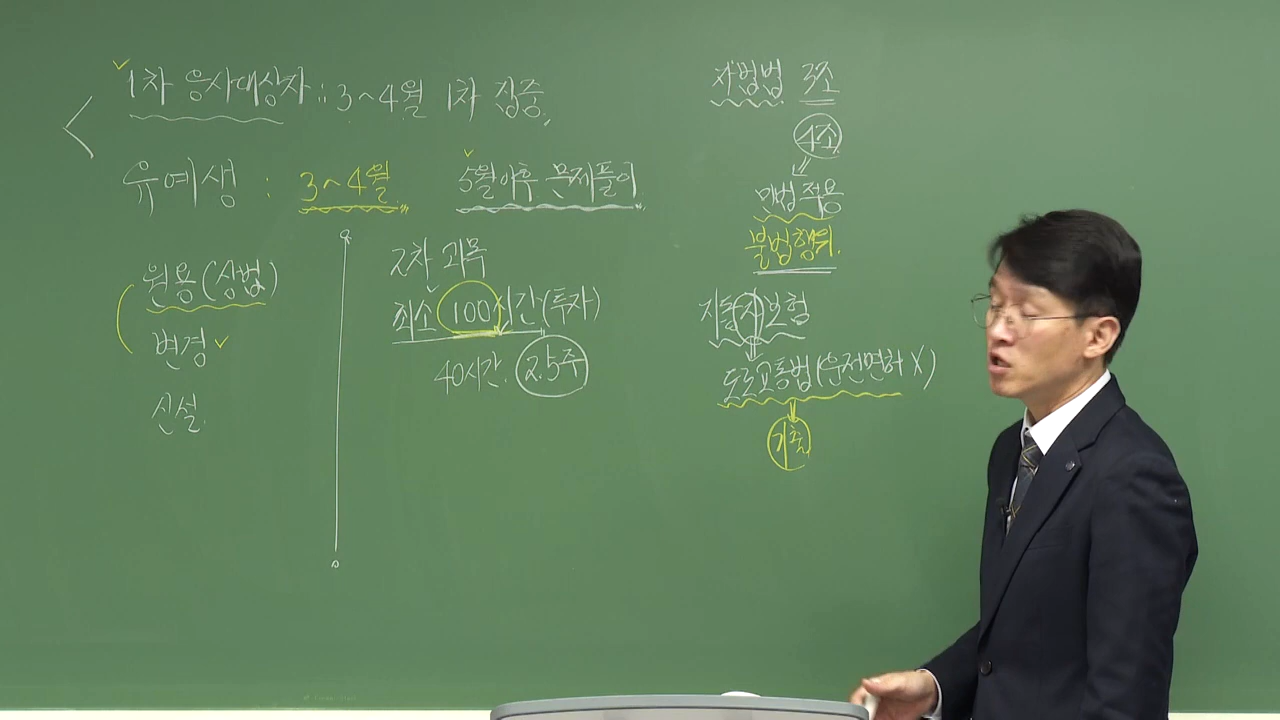 1차 응시대상자 : 3~4월 1차 집중.
유예생 : 3~4월. 5월이후 문제풀이
원용(상법)
변경
신설.
2차 과목
최소 100시간(투자)
40시간. 2.5주
자배법 3조
4조
민법적용
불법행위.
자동차보험
도로교통법(운전면허 X)
기출